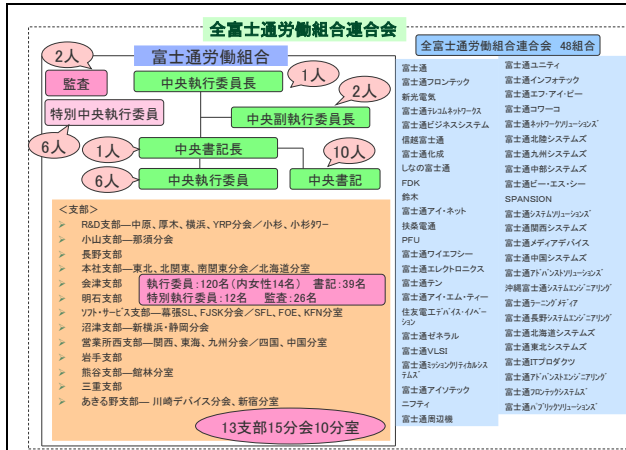 全富士通労働組合連合会
2人
富士通労働組合
監査
中央執行委員長
1人
特別中央執行委員
2人
中央副執行委員長
6人
1人
中央書記長
10人
6人
中央執行委員
中央書記
<支部>
R&D支部―中原、厚木、横浜、YRP分会/小杉、小杉タワー
小山支部―那須分会
長野支部
本社支部―東北、北関東、南関東分会/北海道分室
会津支部
明石支部
執行委員:120名(内女性14名) 書記:39名
特別執行委員:12名 監査:26名
ソフト・サービス支部―幕張SL、FJSK分会/SFL、FOE、KFN分室
沼津支部―新横浜・静岡分会
営業所西支部―関西、東海、九州分会/四国、中国分室
岩手支部
熊谷支部―館林分室
三重支部
あきる野支部― 川崎デバイス分会、新宿分室
13支部15分会10分室
全富士通労働組合連合会 48組合
富士通
富士通フロンテック
新光電気
富士通テレコムネットワークス
富士通ビジネスシステム
信越富士通
富士通化成
しなの富士通
FDK
鈴木
富士通アイ・ネット
扶桑電通
PFU
富士通ワイエフシー
富士通エレクトロニクス
富士通テン
富士通アイ・エム・ティー
住友電工デバイス・イノベー
ション
富士通ゼネラル
富士通VLSI
富士通ミッションクリティカルシス
テムズ
富士通アイソテック
ニフティ
富士通周辺機
富士通ユニティ
富士通インフォテック
富士通エフ・アイ・ピー
富士通コワーコ
富士通ネットワークソリューションズ
富士通北陸システムズ
富士通九州システムズ
富士通中部システムズ
富士通ビー・エス・シー
SPANSION
富士通システムソリューションズ
富士通関西システムズ
富士通メディアデバイス
富士通中国システムズ
富士通アドバンストソリューションズ
沖縄富士通システムエンジニアリング
富士通ラーニングメディア
富士通長野システムエンジニアリング
富士通北海道システムズ
富士通東北システムズ
富士通ITプロダクツ
富士通アドバンストエンジニアリング
富士通フロンテックシステムズ
富士通パブリックソリューションズ